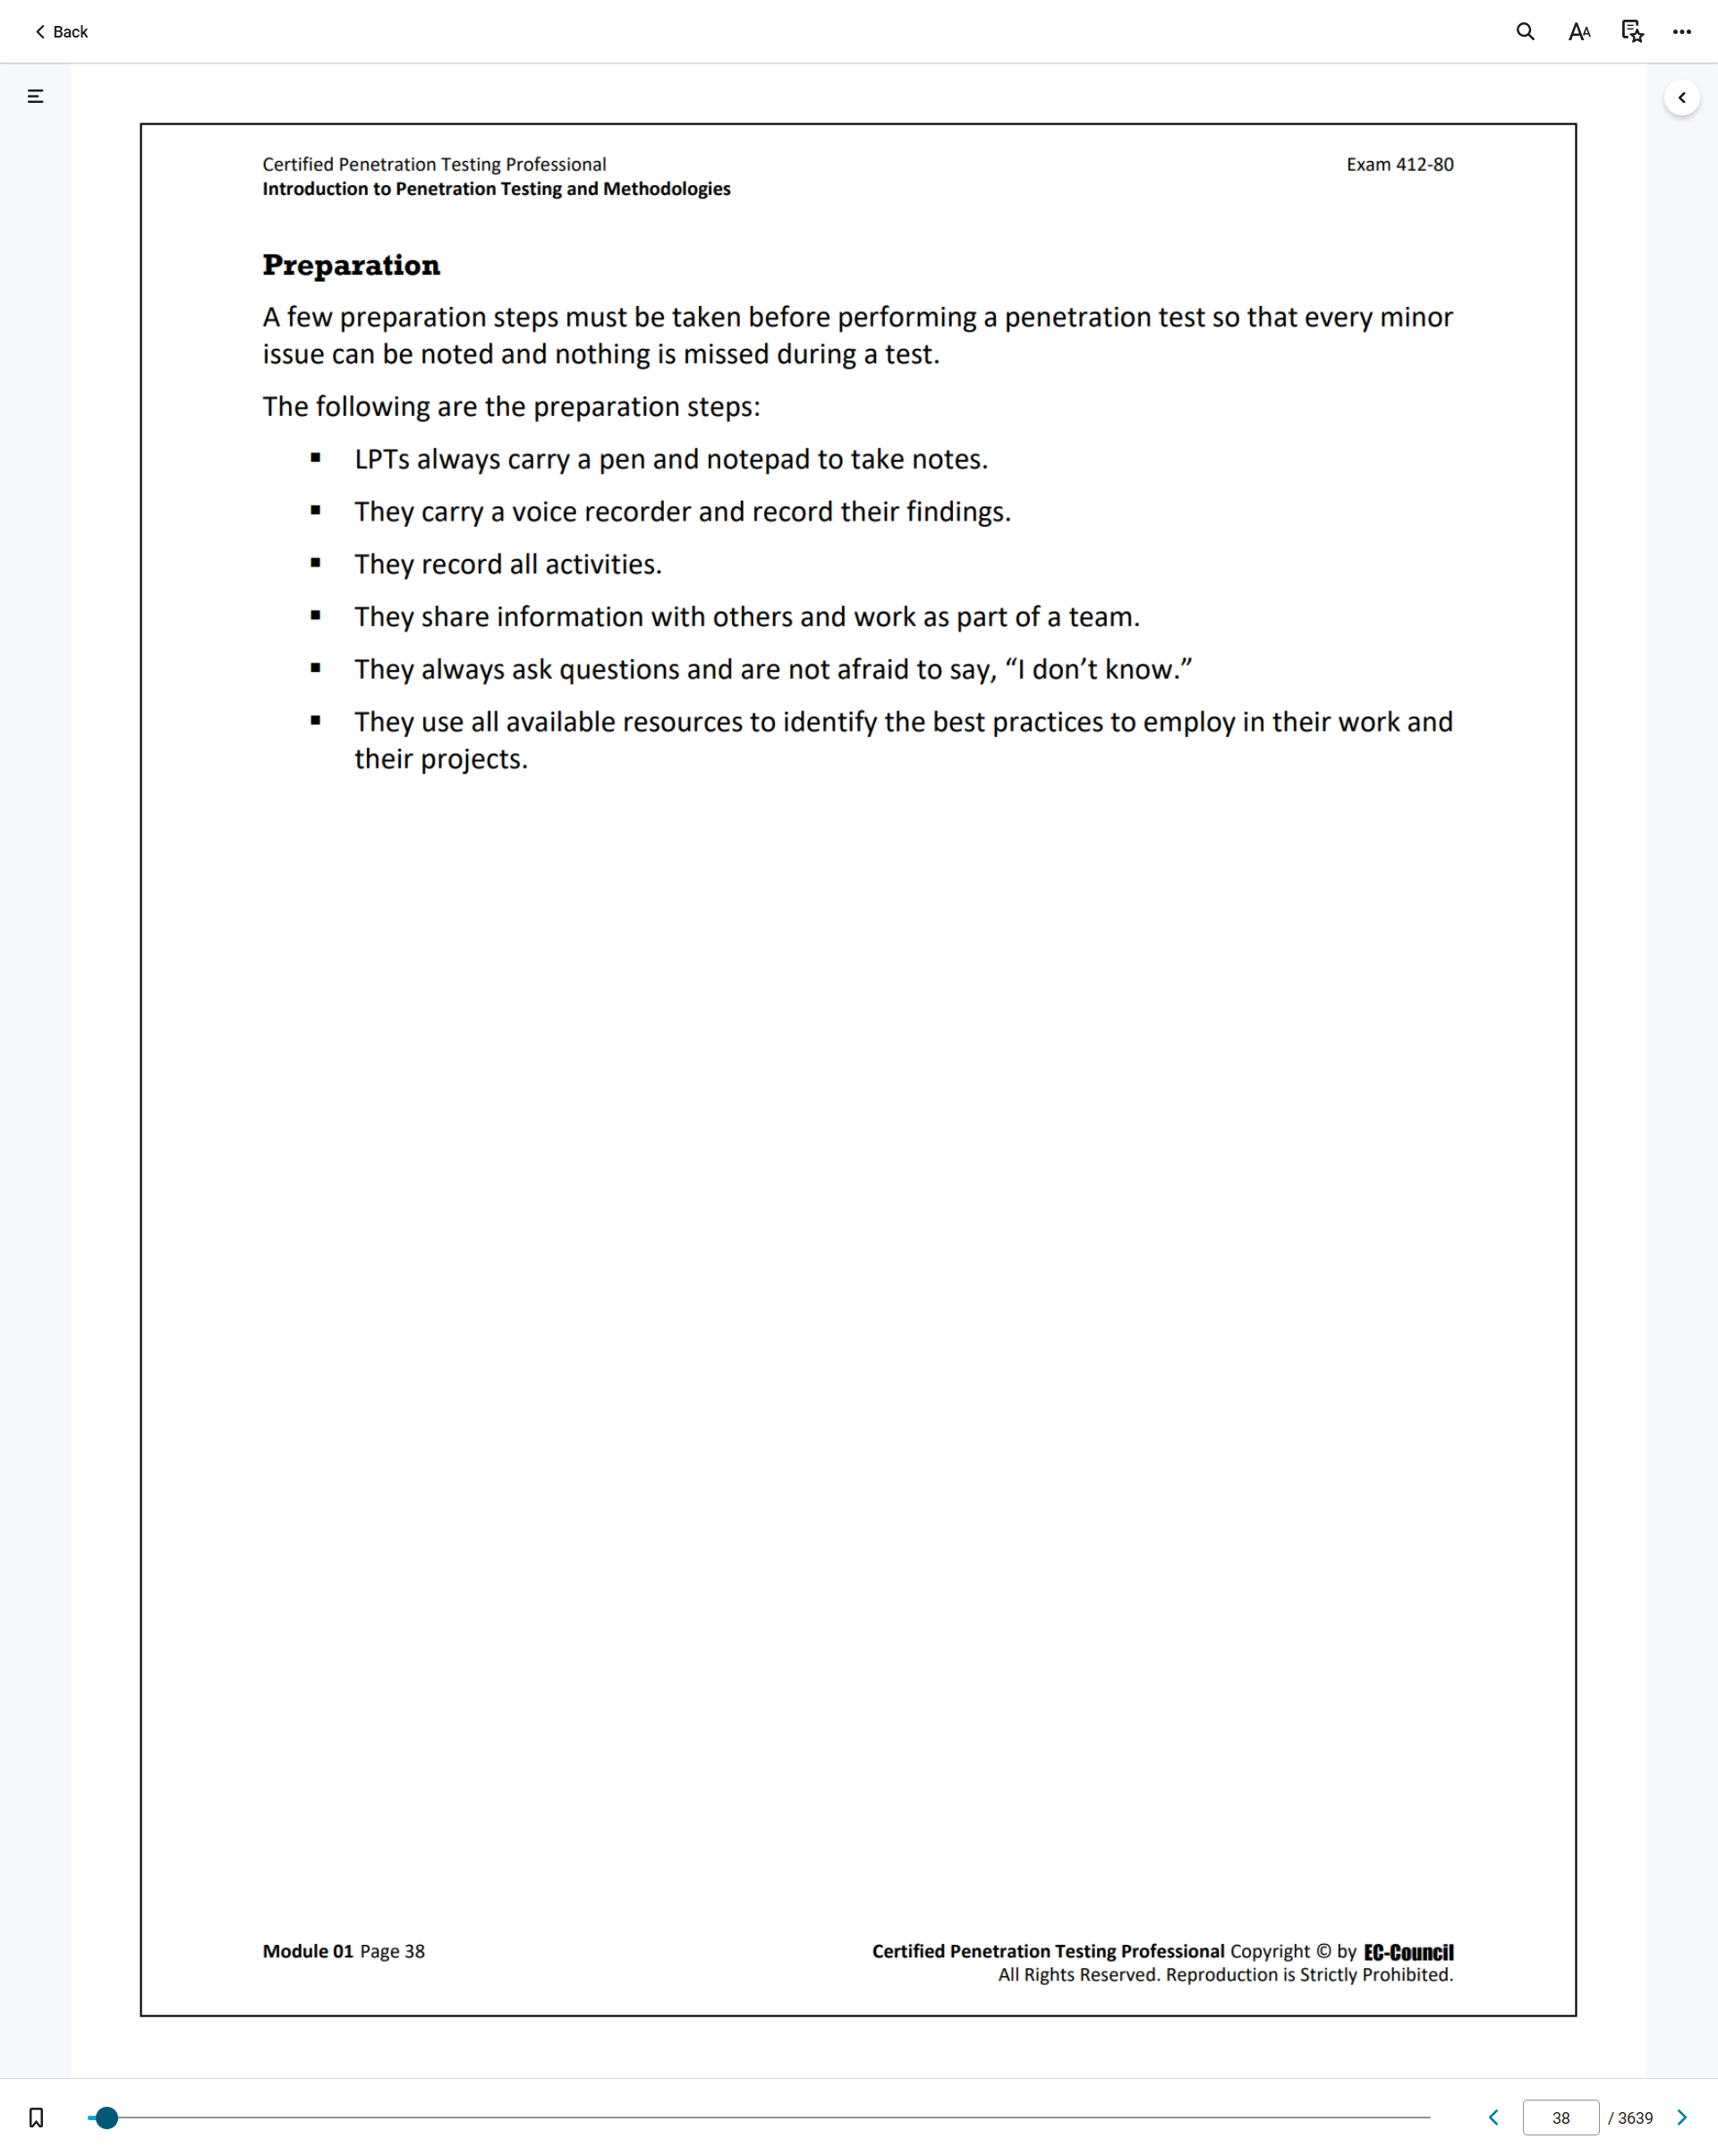 Back
Certified Penetration Testing Professional
Exam 412-80
Introduction to Penetration Testing and Methodologies
Preparation
A few preparation steps must be taken before performing a penetration test so that every minor
issue can be noted and nothing is missed during a test.
The following are the preparation steps:
▪ LPTs always carry a pen and notepad to take notes.
▪ They carry a voice recorder and record their findings.
▪ They record all activities.
▪ They share information with others and work as part of a team.
▪ They always ask questions and are not afraid to say, “I don’t know.”
▪ They use all available resources to identify the best practices to employ in their work and
their projects.
Module 01 Page 38
Certified Penetration Testing Professional Copyright © by EC-Council
All Rights Reserved. Reproduction is Strictly Prohibited.
38 / 3639